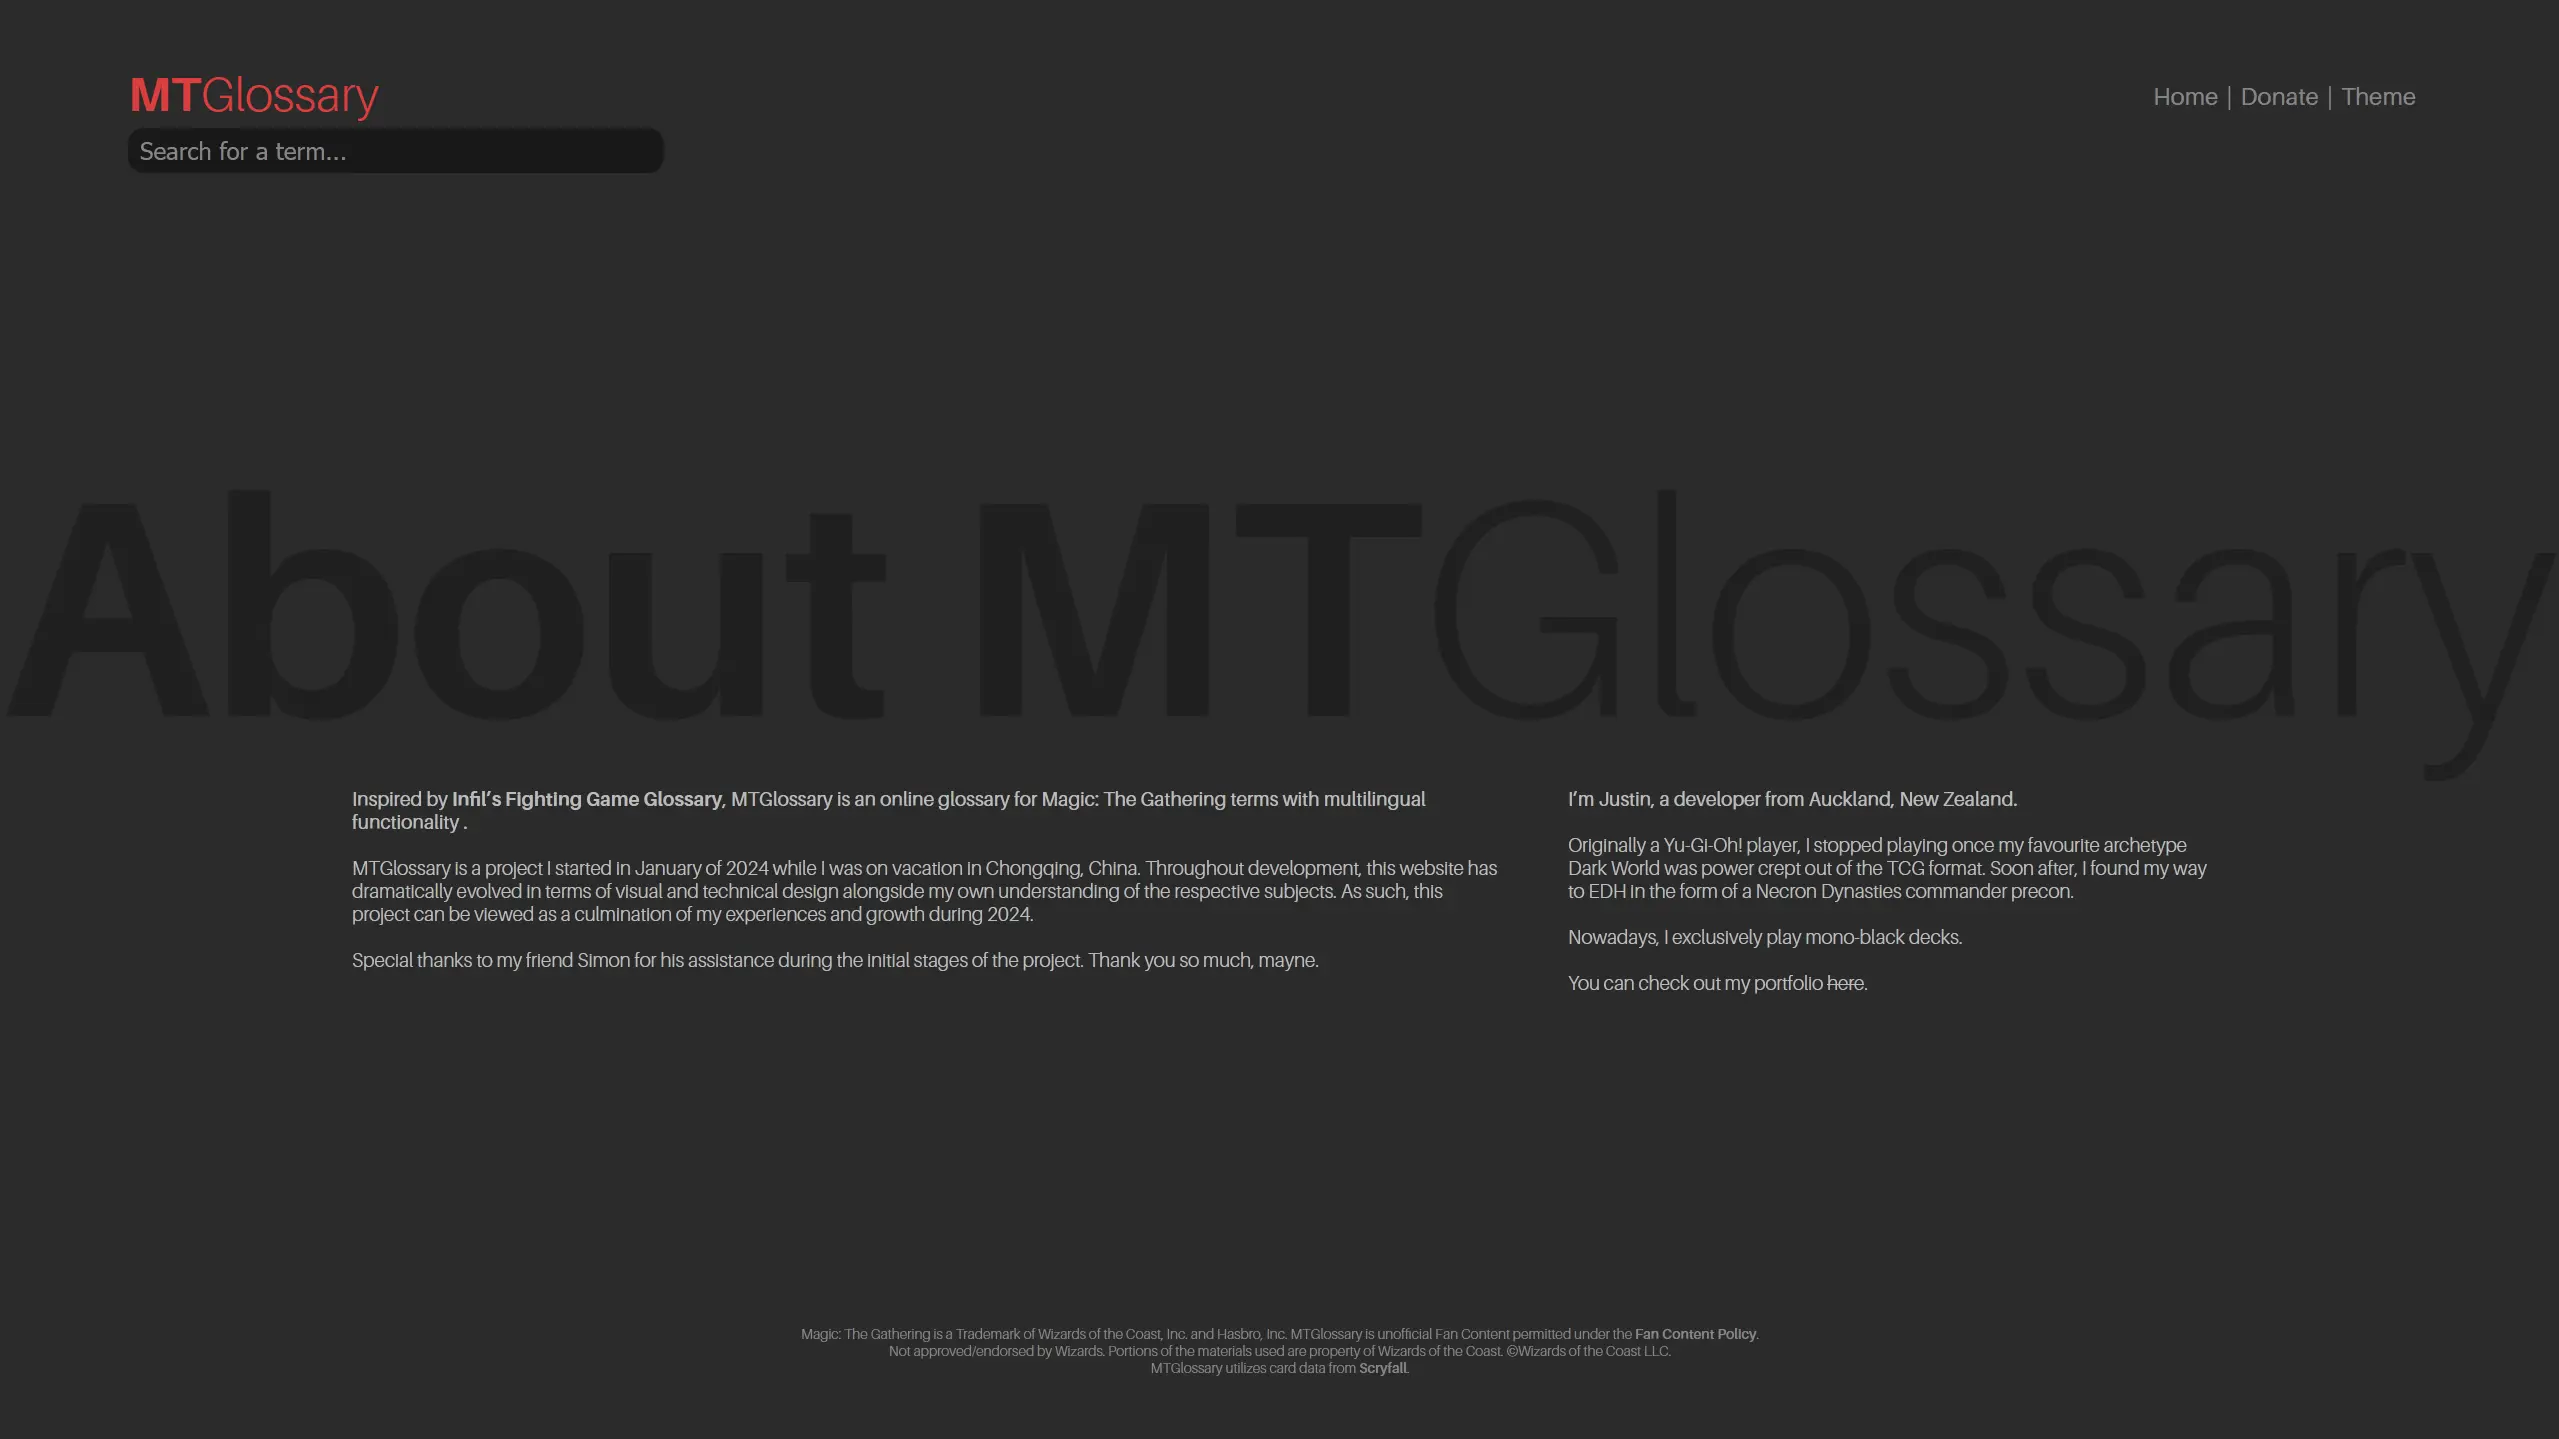 MTGlossary
Home | Donate | Theme
Search for a term...
About MTGlossary
Inspired by Infil’s Fighting Game Glossary, MTGlossary is an online glossary for Magic: The Gathering terms with multilingual
functionality .
MTGlossary is a project I started in January of 2024 while I was on vacation in Chongqing, China. Throughout development, this website has
dramatically evolved in terms of visual and technical design alongside my own understanding of the respective subjects. As such, this
project can be viewed as a culmination of my experiences and growth during 2024.
Special thanks to my friend Simon for his assistance during the initial stages of the project. Thank you so much, mayne.
I’m Justin, a developer from Auckland, New Zealand.
Originally a Yu-Gi-Oh! player, I stopped playing once my favourite archetype
Dark World was power crept out of the TCG format. Soon after, I found my way
to EDH in the form of a Necron Dynasties commander precon.
Nowadays, I exclusively play mono-black decks.
You can check out my portfolio here.
Magic: The Gathering is a Trademark of Wizards of the Coast, Inc. and Hasbro, Inc. MTGlossary is unofficial Fan Content permitted under the Fan Content Policy.
Not approved/endorsed by Wizards. Portions of the materials used are property of Wizards of the Coast. ©Wizards of the Coast LLC.
MTGlossary utilizes card data from Scryfall.